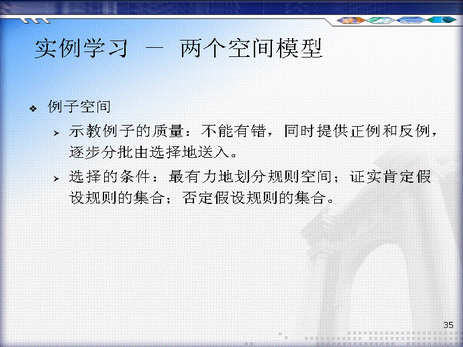 实例学习 － 两个空间模型
❖ 例子空间
➢ 示教例子的质量：不能有错，同时提供正例和反例，
逐步分批由选择地送入。
➢ 选择的条件：最有力地划分规则空间；证实肯定假
设规则的集合；否定假设规则的集合。
35